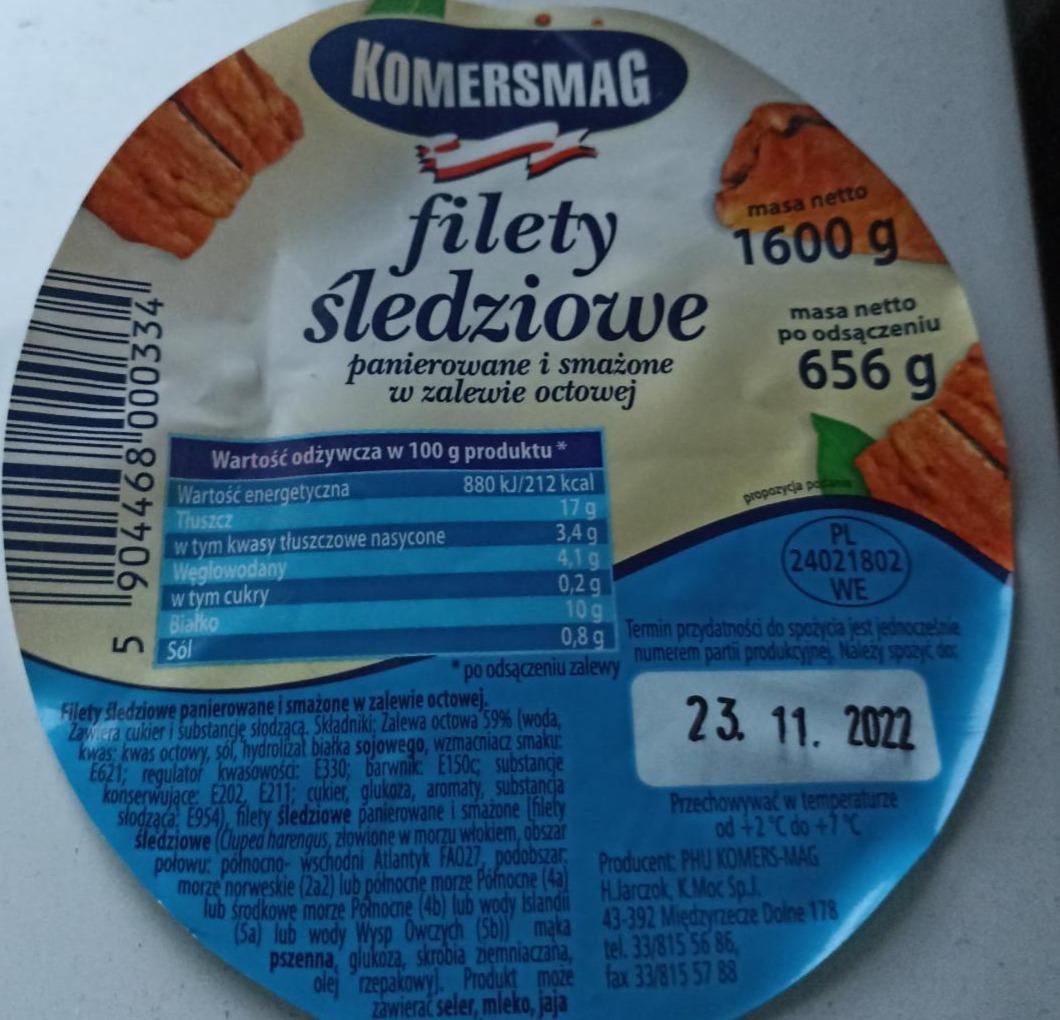 KOMERSMAG
filety
śledziowe
panierowane i smażone
w zalewie octowej
masa netto
1600 g
masa netto
po odsączeniu
656 g
propozycja podania
5 904468 000334
Wartość odżywcza w 100 g produktu *
Wartość energetyczna 880 kJ/212 kcal
Tłuszcz 17 g
w tym kwasy tłuszczowe nasycone 3,4 g
Węglowodany 4,1 g
w tym cukry 0,2 g
Białko 10 g
Sól 0,8 g
* po odsączeniu zalewy
PL
24021802
WE
Termin przydatności do spożycia jest jednocześnie
numerem partii produkcyjnej. Należy spożyć do:
23. 11. 2022
Przechowywać w temperaturze
od +2 °C do +7 °C
Filety śledziowe panierowane i smażone w zalewie octowej.
Zawiera cukier i substancję słodzącą. Składniki: Zalewa octowa 59% (woda,
kwas: kwas octowy, sól, hydrolizat białka sojowego, wzmacniacz smaku:
E621; regulator kwasowości: E330; barwnik: E150c; substancje
konserwujące: E202, E211; cukier, glukoza, aromaty, substancja
słodząca: E954), filety śledziowe panierowane i smażone [filety
śledziowe (Clupea harengus, złowione w morzu włokiem, obszar
połowu: północno- wschodni Atlantyk FAO27, podobszar:
morze norweskie (2a2) lub północne morze Północne (4a)
lub środkowe morze Północne (4b) lub wody Islandii
(5a) lub wody Wysp Owczych (5b)) mąka
pszenna, glukoza, skrobia ziemniaczana,
olej rzepakowy]. Produkt może
zawierać seler, mleko, jaja
Producent: PHU KOMERS-MAG
H.Jarczok, K.Moc Sp.J.
43-392 Międzyrzecze Dolne 178
tel. 33/815 56 86,
fax 33/815 57 88